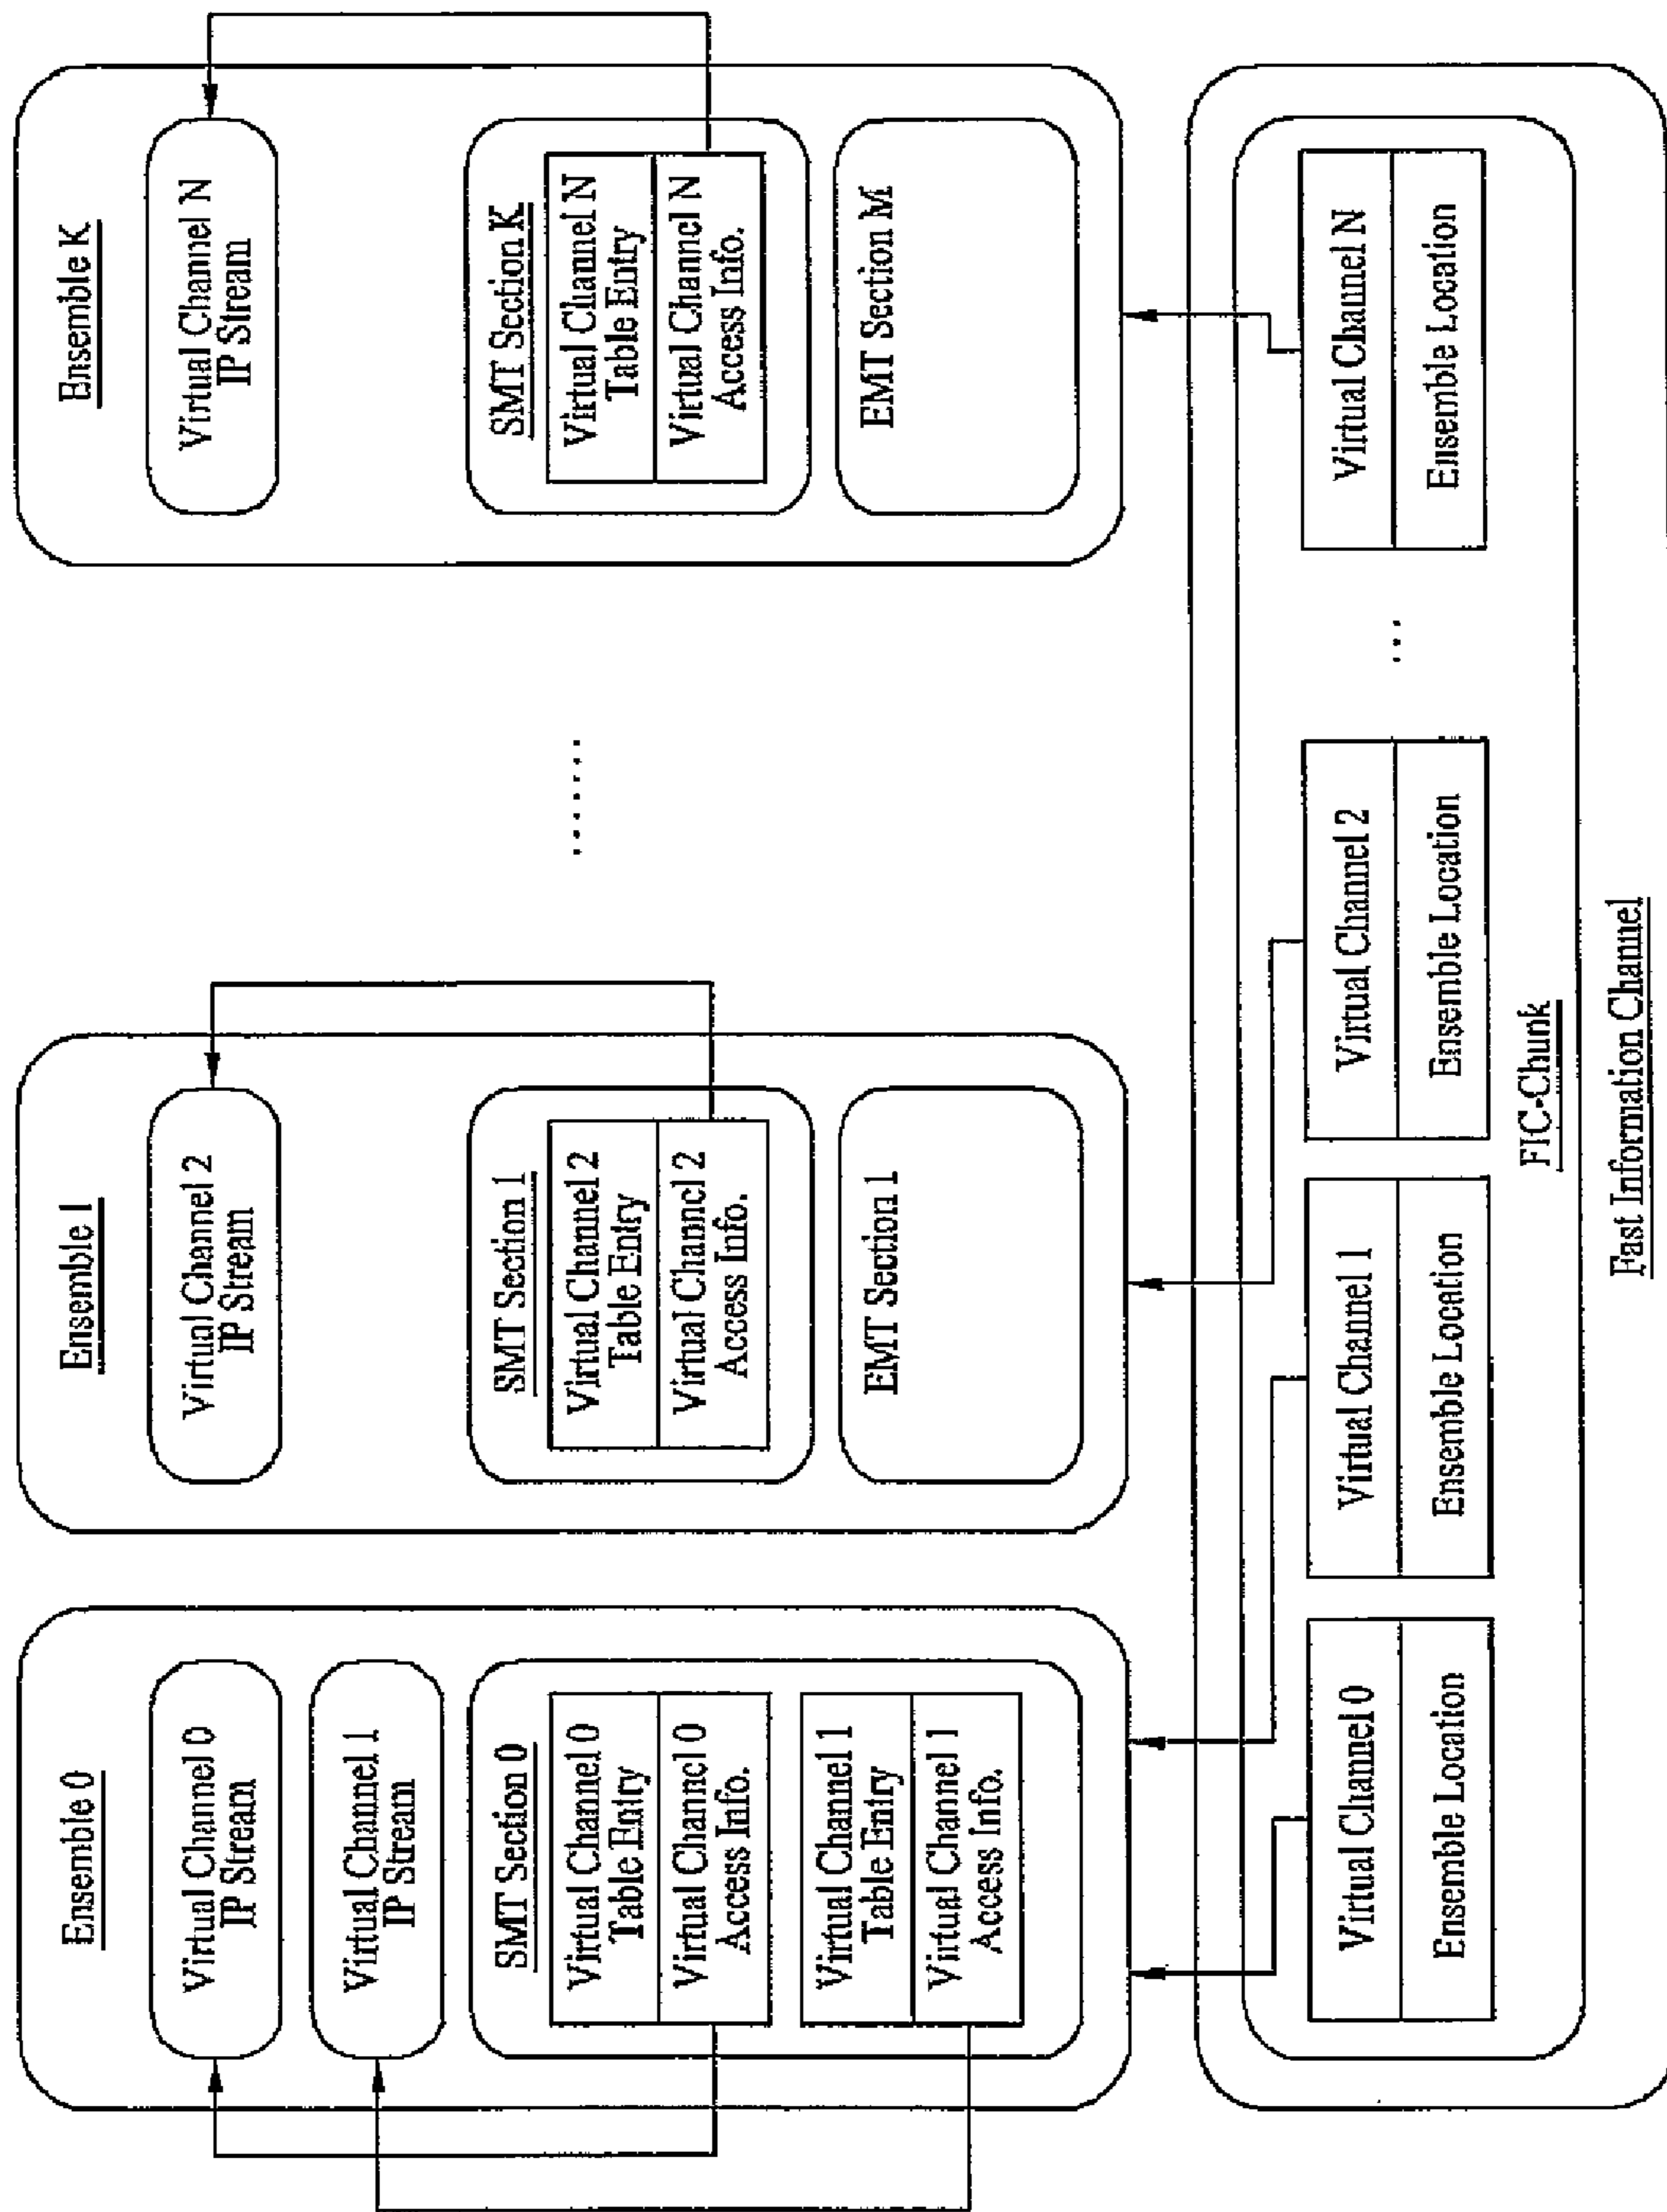 Ensemble 0
Virtual Channel 0
IP Stream
Virtual Channel 1
IP Stream
SMT Section 0
Virtual Channel 0
Table Entry
Virtual Channel 0
Access Info.
Virtual Channel 1
Table Entry
Virtual Channel 1
Access Info.
Ensemble 1
Virtual Channel 2
IP Stream
SMT Section 1
Virtual Channel 2
Table Entry
Virtual Channel 2
Access Info.
EMT Section 1
.......
Ensemble K
Virtual Channel N
IP Stream
SMT Section K
Virtual Channel N
Table Entry
Virtual Channel N
Access Info.
EMT Section M
Virtual Channel 0
Ensemble Location
Virtual Channel 1
Ensemble Location
Virtual Channel 2
Ensemble Location
...
Virtual Channel N
Ensemble Location
FIC-Chunk
Fast Information Channel